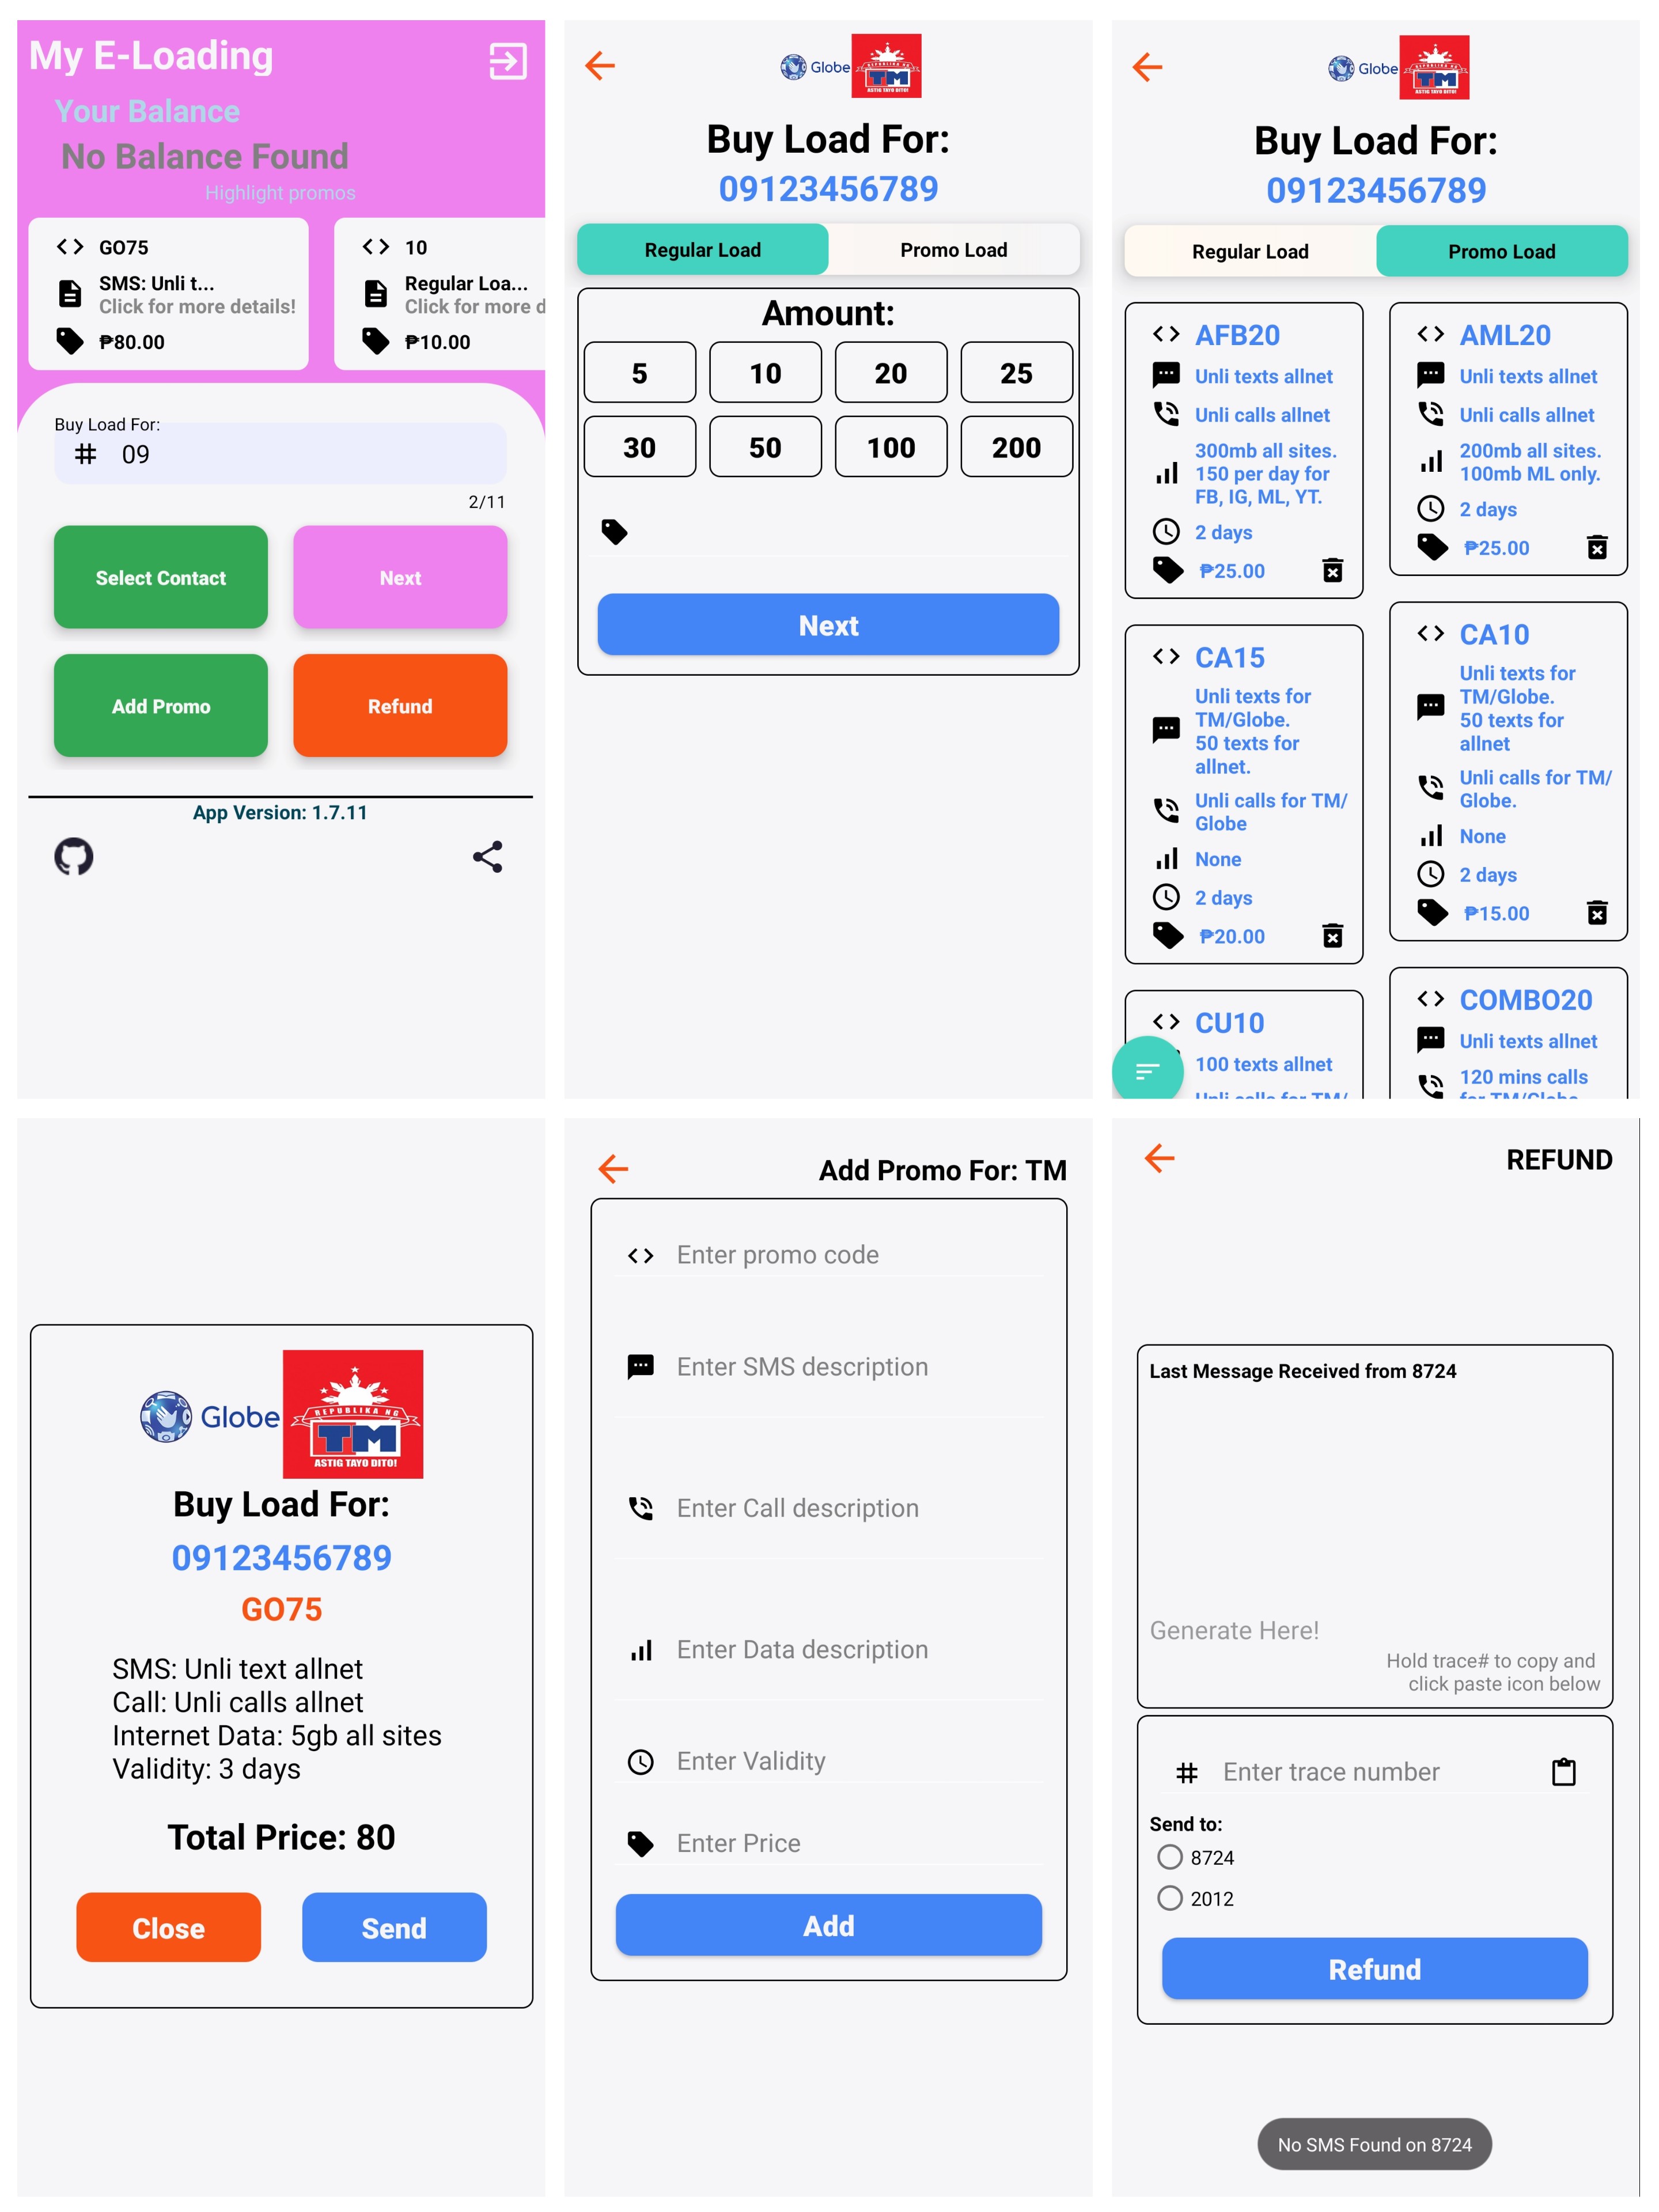 My E-Loading
Your Balance
No Balance Found
Highlight promos
GO75
SMS: Unli t...
Click for more details!
₱80.00
10
Regular Loa...
Click for more d
₱10.00
Buy Load For:
# 09
2/11
Select Contact
Next
Add Promo
Refund
App Version: 1.7.11
Globe
REPUBLIKA NG
TM
ASTIG TAYO DITO!
Buy Load For:
09123456789
Regular Load
Promo Load
Amount:
5
10
20
25
30
50
100
200
Next
Globe
REPUBLIKA NG
TM
ASTIG TAYO DITO!
Buy Load For:
09123456789
Regular Load
Promo Load
AFB20
Unli texts allnet
Unli calls allnet
300mb all sites.
150 per day for
FB, IG, ML, YT.
2 days
₱25.00
AML20
Unli texts allnet
Unli calls allnet
200mb all sites.
100mb ML only.
2 days
₱25.00
CA15
Unli texts for
TM/Globe.
50 texts for
allnet.
Unli calls for TM/
Globe
None
2 days
₱20.00
CA10
Unli texts for
TM/Globe.
50 texts for
allnet
Unli calls for TM/
Globe.
None
2 days
₱15.00
CU10
100 texts allnet
Unli calls for TM/
COMBO20
Unli texts allnet
120 mins calls
for TM/Globe
Globe
REPUBLIKA NG
TM
ASTIG TAYO DITO!
Buy Load For:
09123456789
GO75
SMS: Unli text allnet
Call: Unli calls allnet
Internet Data: 5gb all sites
Validity: 3 days
Total Price: 80
Close
Send
Add Promo For: TM
Enter promo code
Enter SMS description
Enter Call description
Enter Data description
Enter Validity
Enter Price
Add
REFUND
Last Message Received from 8724
Generate Here!
Hold trace# to copy and
click paste icon below
# Enter trace number
Send to:
8724
2012
Refund
No SMS Found on 8724